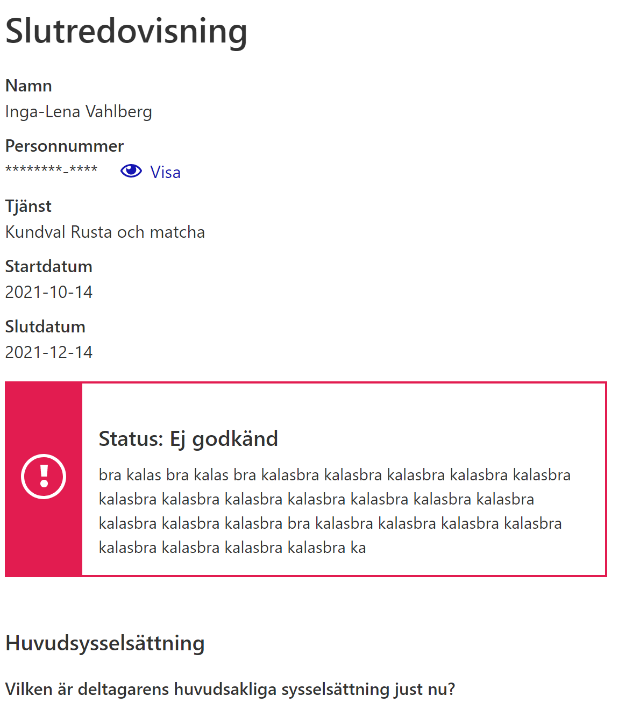 Slutredovisning
Namn
Inga-Lena Vahlberg
Personnummer
********-**** Visa
Tjänst
Kundval Rusta och matcha
Startdatum
2021-10-14
Slutdatum
2021-12-14
Status: Ej godkänd
bra kalas bra kalas bra kalasbra kalasbra kalasbra kalasbra kalasbra
kalasbra kalasbra kalasbra kalasbra kalasbra kalasbra kalasbra
kalasbra kalasbra kalasbra bra kalasbra kalasbra kalasbra kalasbra
kalasbra kalasbra kalasbra kalasbra ka
Huvudsysselsättning
Vilken är deltagarens huvudsakliga sysselsättning just nu?